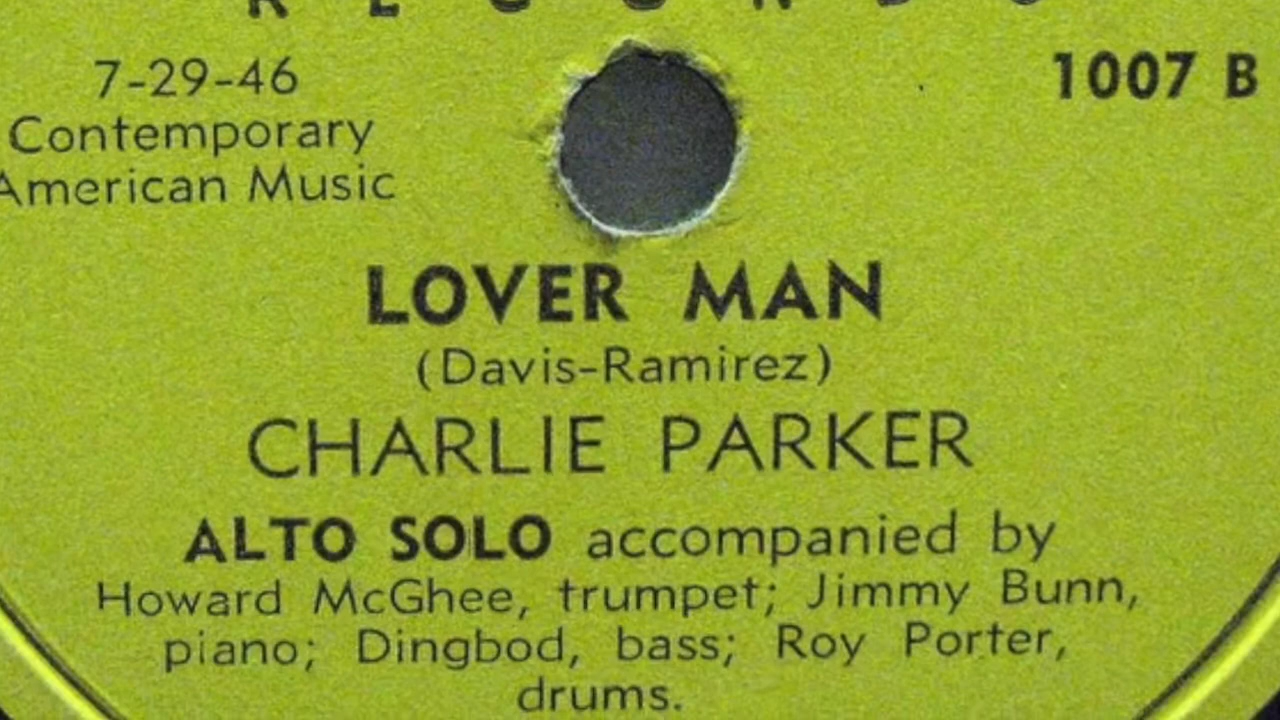 RECORDS
7-29-46
1007 B
Contemporary
American Music
LOVER MAN
(Davis-Ramirez)
CHARLIE PARKER
ALTO SOLO accompanied by
Howard McGhee, trumpet; Jimmy Bunn,
piano; Dingbod, bass; Roy Porter,
drums.